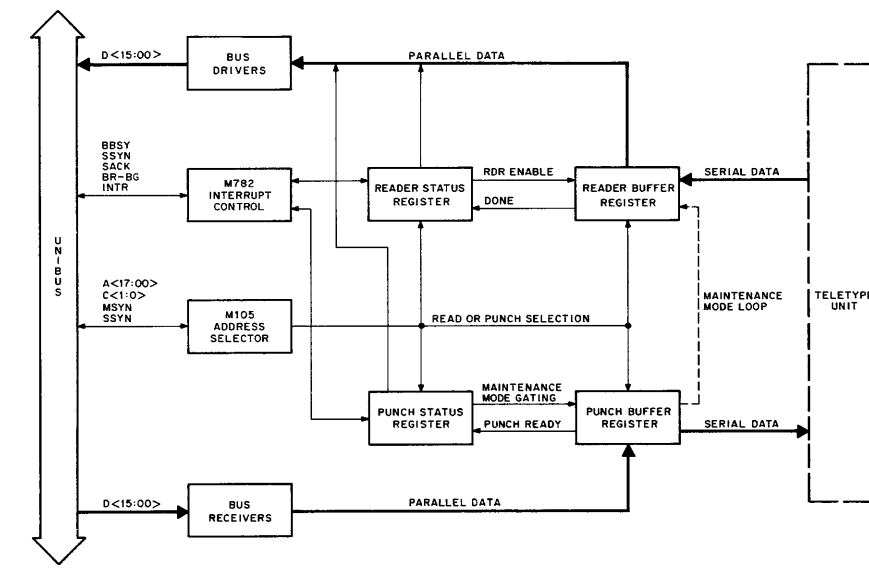 D<15:00>
BUS
DRIVERS
PARALLEL DATA
BBSY
SSYN
SACK
BR-BG
INTR
M782
INTERRUPT
CONTROL
READER STATUS
REGISTER
RDR ENABLE
DONE
READER BUFFER
REGISTER
SERIAL DATA
UNIBUS
A<17:00>
C<1:0>
MSYN
SSYN
M105
ADDRESS
SELECTOR
READ OR PUNCH SELECTION
MAINTENANCE
MODE LOOP
TELETYPE
UNIT
PUNCH STATUS
REGISTER
MAINTENANCE
MODE GATING
PUNCH READY
PUNCH BUFFER
REGISTER
SERIAL DATA
D<15:00>
BUS
RECEIVERS
PARALLEL DATA